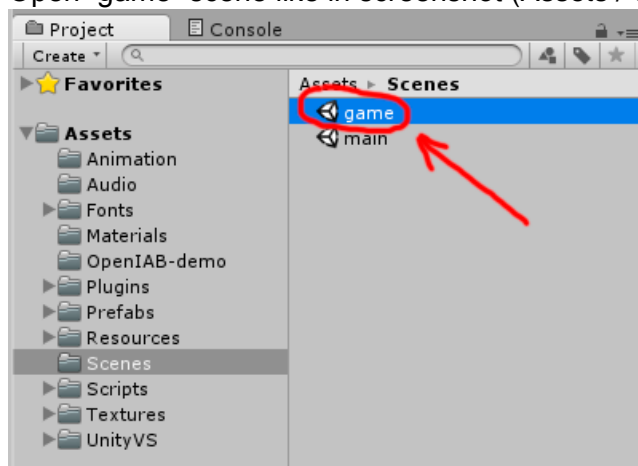 Open "game" scene like in screenshot (Assets
Project Console
Create
Favorites
Assets ▸ Scenes
game
main
Assets
Animation
Audio
Fonts
Materials
OpenIAB-demo
Plugins
Prefabs
Resources
Scenes
Scripts
Textures
UnityVS